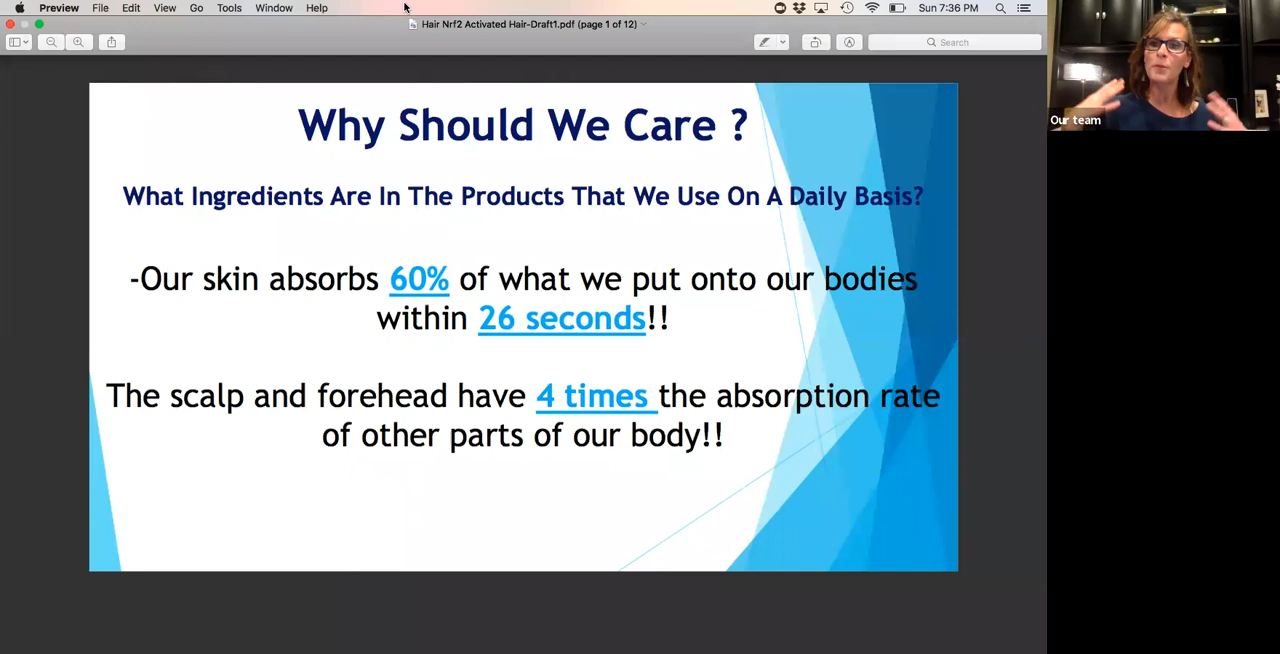 Preview File Edit View Go Tools Window Help Sun 7:36 PM
Hair Nrf2 Activated Hair-Draft1.pdf (page 1 of 12)
Search
Our team
Why Should We Care ?
What Ingredients Are In The Products That We Use On A Daily Basis?
-Our skin absorbs 60% of what we put onto our bodies
within 26 seconds!!
The scalp and forehead have 4 times the absorption rate
of other parts of our body!!